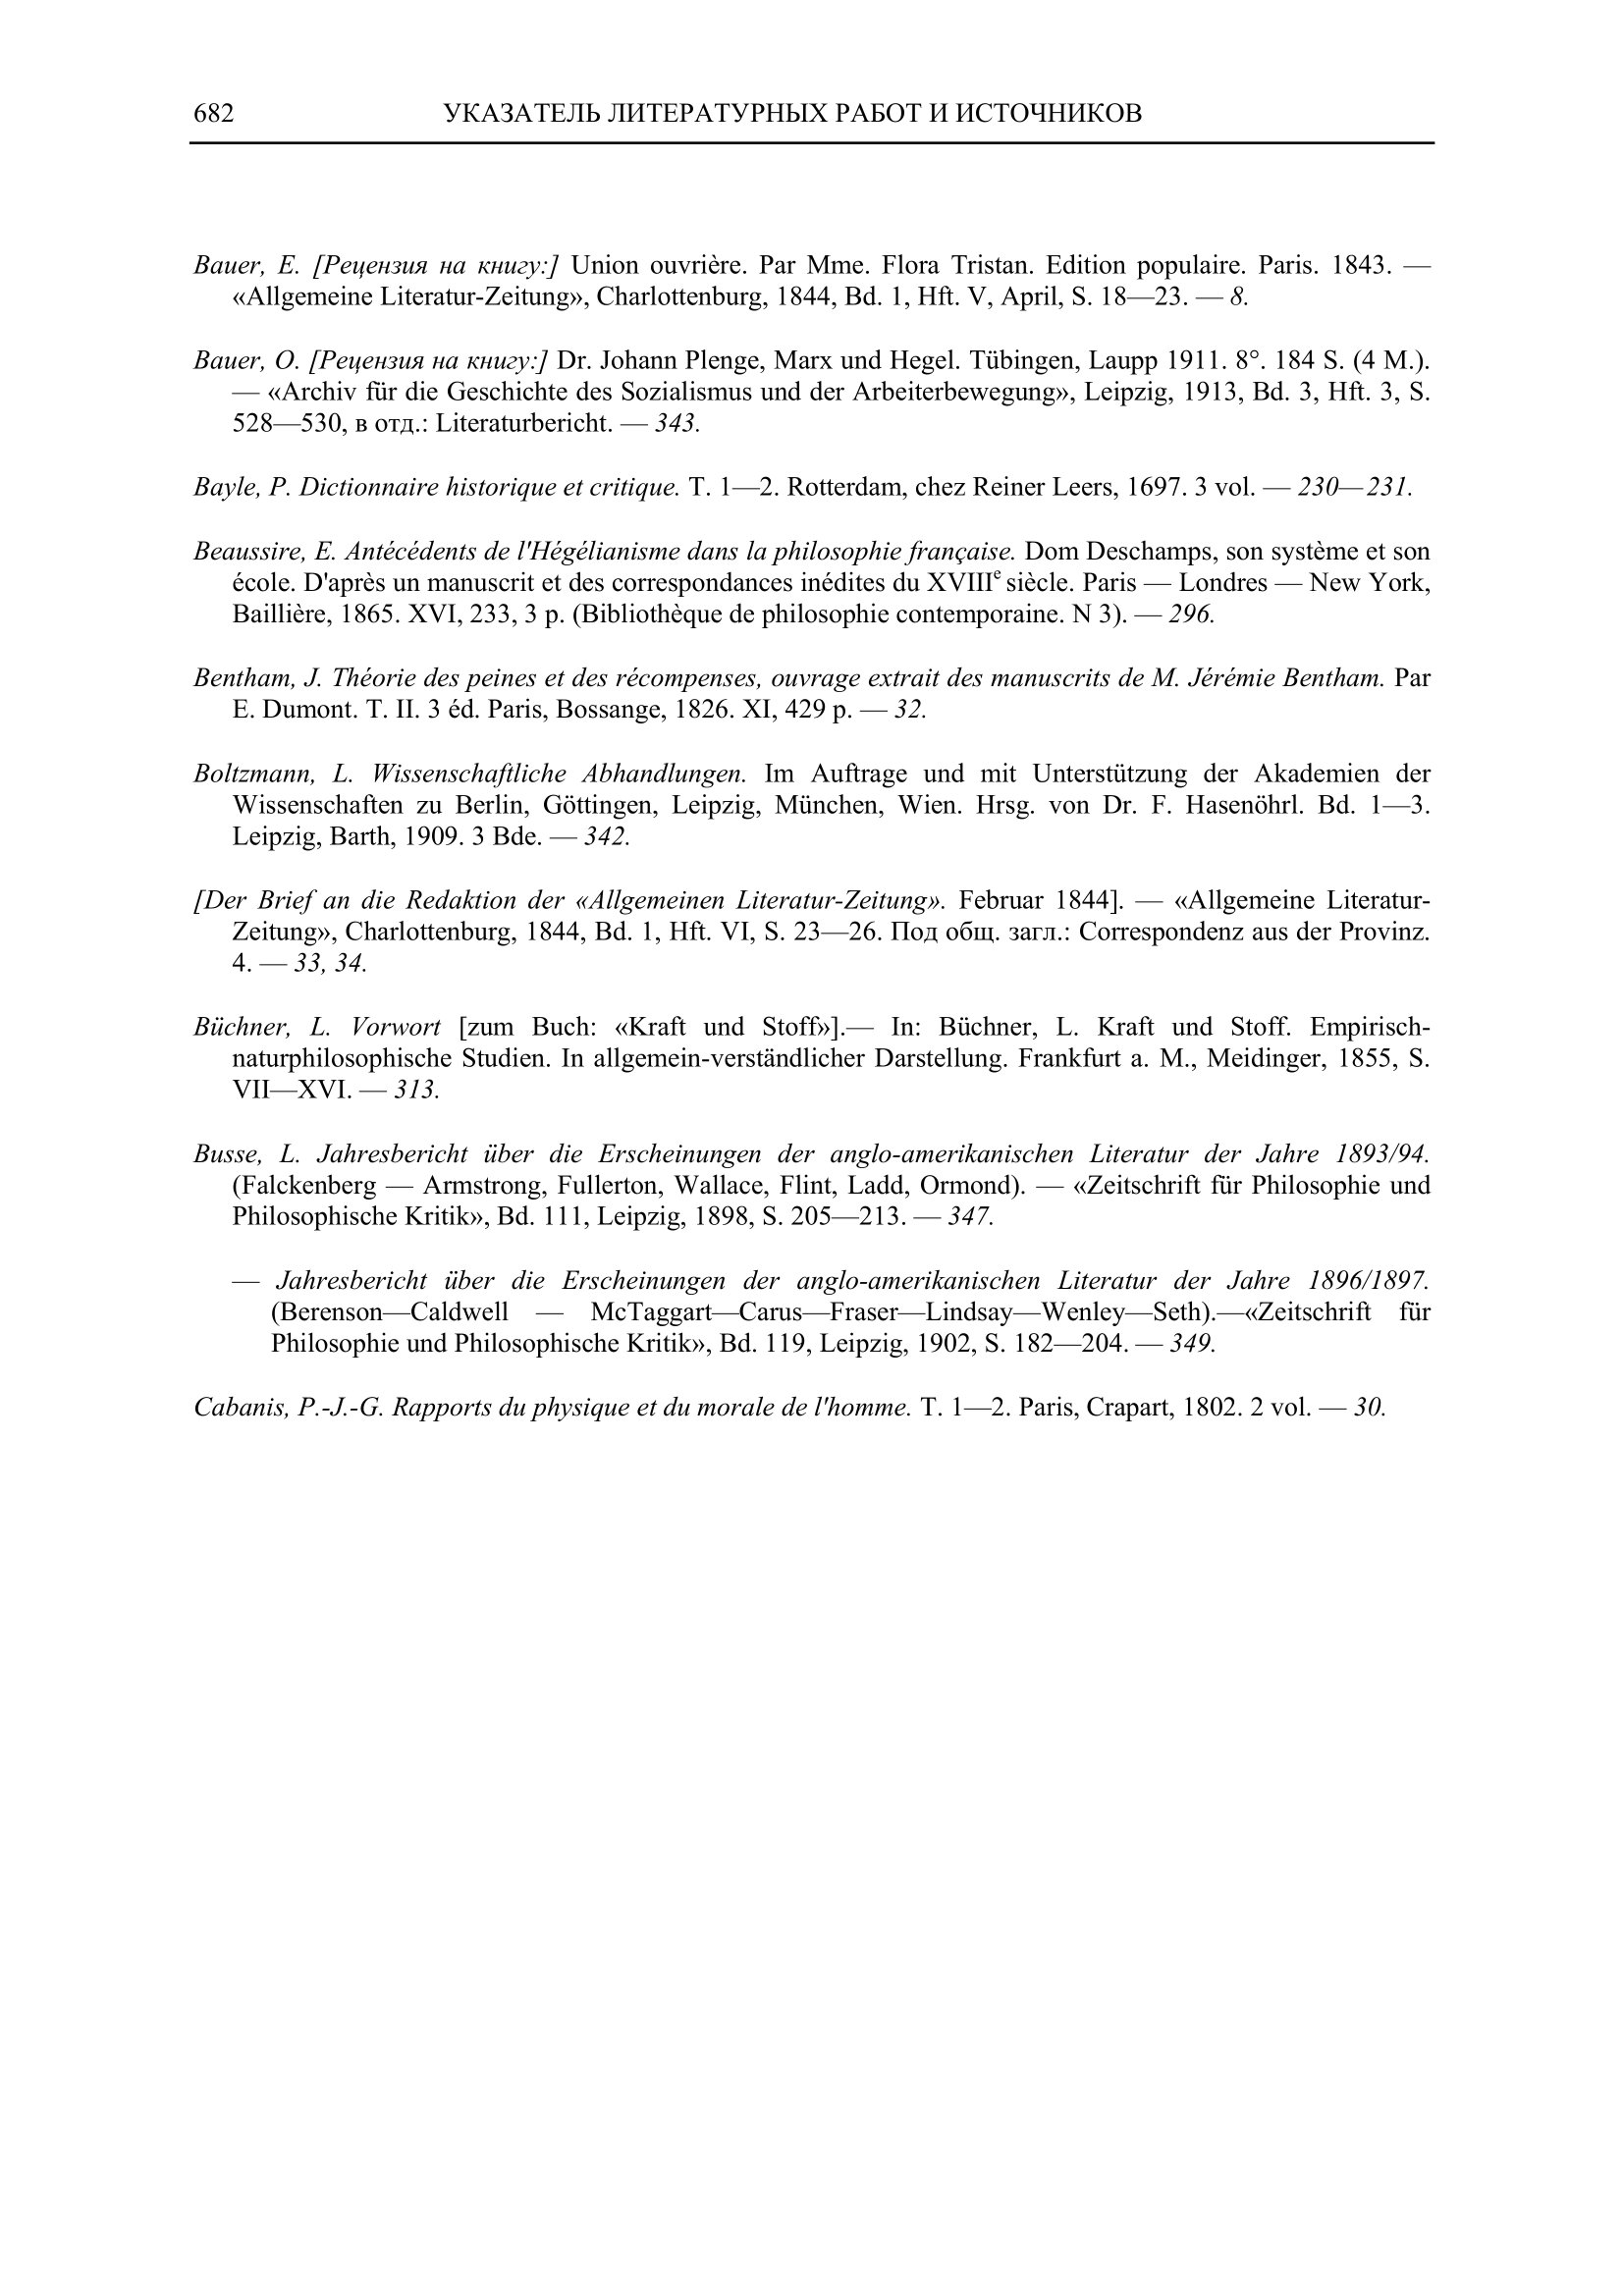 682 УКАЗАТЕЛЬ ЛИТЕРАТУРНЫХ РАБОТ И ИСТОЧНИКОВ
Bauer, E. [Рецензия на книгу:] Union ouvrière. Par Mme. Flora Tristan. Edition populaire. Paris. 1843. —
«Allgemeine Literatur-Zeitung», Charlottenburg, 1844, Bd. 1, Hft. V, April, S. 18—23. — 8.
Bauer, O. [Рецензия на книгу:] Dr. Johann Plenge, Marx und Hegel. Tübingen, Laupp 1911. 8°. 184 S. (4 M.).
— «Archiv für die Geschichte des Sozialismus und der Arbeiterbewegung», Leipzig, 1913, Bd. 3, Hft. 3, S.
528—530, в отд.: Literaturbericht. — 343.
Bayle, P. Dictionnaire historique et critique. T. 1—2. Rotterdam, chez Reiner Leers, 1697. 3 vol. — 230—231.
Beaussire, E. Antécédents de l'Hégélianisme dans la philosophie française. Dom Deschamps, son système et son
école. D'après un manuscrit et des correspondances inédites du XVIIIe siècle. Paris — Londres — New York,
Baillière, 1865. XVI, 233, 3 p. (Bibliothèque de philosophie contemporaine. N 3). — 296.
Bentham, J. Théorie des peines et des récompenses, ouvrage extrait des manuscrits de M. Jérémie Bentham. Par
E. Dumont. T. II. 3 éd. Paris, Bossange, 1826. XI, 429 p. — 32.
Boltzmann, L. Wissenschaftliche Abhandlungen. Im Auftrage und mit Unterstützung der Akademien der
Wissenschaften zu Berlin, Göttingen, Leipzig, München, Wien. Hrsg. von Dr. F. Hasenöhrl. Bd. 1—3.
Leipzig, Barth, 1909. 3 Bde. — 342.
[Der Brief an die Redaktion der «Allgemeinen Literatur-Zeitung». Februar 1844]. — «Allgemeine Literatur-
Zeitung», Charlottenburg, 1844, Bd. 1, Hft. VI, S. 23—26. Под общ. загл.: Correspondenz aus der Provinz.
4. — 33, 34.
Büchner, L. Vorwort [zum Buch: «Kraft und Stoff»].— In: Büchner, L. Kraft und Stoff. Empirisch-
naturphilosophische Studien. In allgemein-verständlicher Darstellung. Frankfurt a. M., Meidinger, 1855, S.
VII—XVI. — 313.
Busse, L. Jahresbericht über die Erscheinungen der anglo-amerikanischen Literatur der Jahre 1893/94.
(Falckenberg — Armstrong, Fullerton, Wallace, Flint, Ladd, Ormond). — «Zeitschrift für Philosophie und
Philosophische Kritik», Bd. 111, Leipzig, 1898, S. 205—213. — 347.
— Jahresbericht über die Erscheinungen der anglo-amerikanischen Literatur der Jahre 1896/1897.
(Berenson—Caldwell — McTaggart—Carus—Fraser—Lindsay—Wenley—Seth).—«Zeitschrift für
Philosophie und Philosophische Kritik», Bd. 119, Leipzig, 1902, S. 182—204. — 349.
Cabanis, P.-J.-G. Rapports du physique et du morale de l'homme. T. 1—2. Paris, Crapart, 1802. 2 vol. — 30.